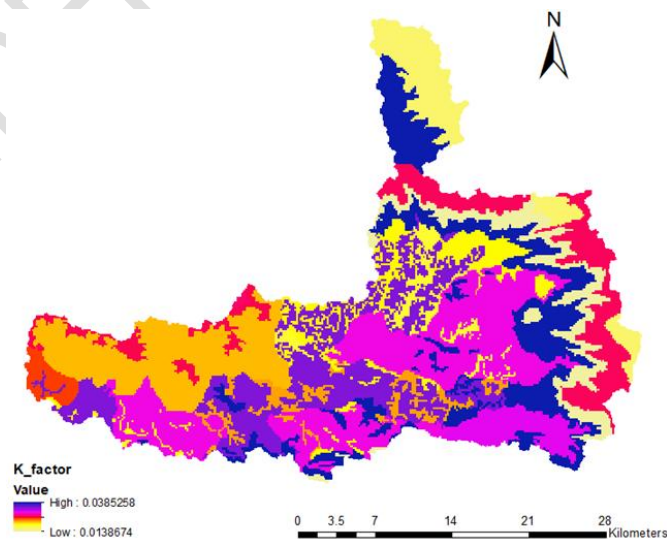 N
K_factor
Value
High : 0.0385258
Low : 0.0138674
0 3.5 7 14 21 28
Kilometers